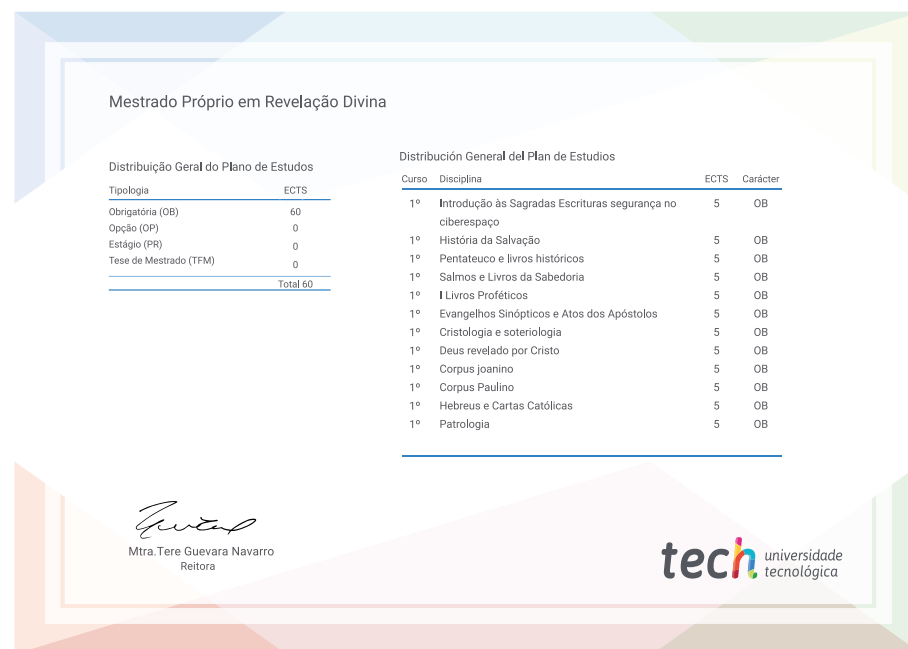 Mestrado Próprio em Revelação Divina
Distribuição Geral do Plano de Estudos
Tipologia ECTS
Obrigatória (OB) 60
Opção (OP) 0
Estágio (PR) 0
Tese de Mestrado (TFM) 0
Total 60
Distribución General del Plan de Estudios
Curso Disciplina ECTS Carácter
1º Introdução às Sagradas Escrituras segurança no 5 OB
ciberespaço
1º História da Salvação 5 OB
1º Pentateuco e livros históricos 5 OB
1º Salmos e Livros da Sabedoria 5 OB
1º I Livros Proféticos 5 OB
1º Evangelhos Sinópticos e Atos dos Apóstolos 5 OB
1º Cristologia e soteriologia 5 OB
1º Deus revelado por Cristo 5 OB
1º Corpus joanino 5 OB
1º Corpus Paulino 5 OB
1º Hebreus e Cartas Católicas 5 OB
1º Patrologia 5 OB
Mtra.Tere Guevara Navarro
Reitora
tech universidade
tecnológica